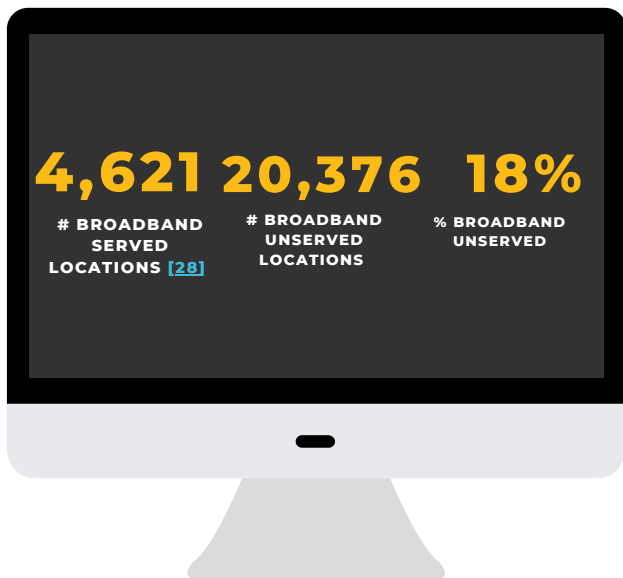 4,621
# BROADBAND
SERVED
LOCATIONS [28]
20,376
# BROADBAND
UNSERVED
LOCATIONS
18%
% BROADBAND
UNSERVED